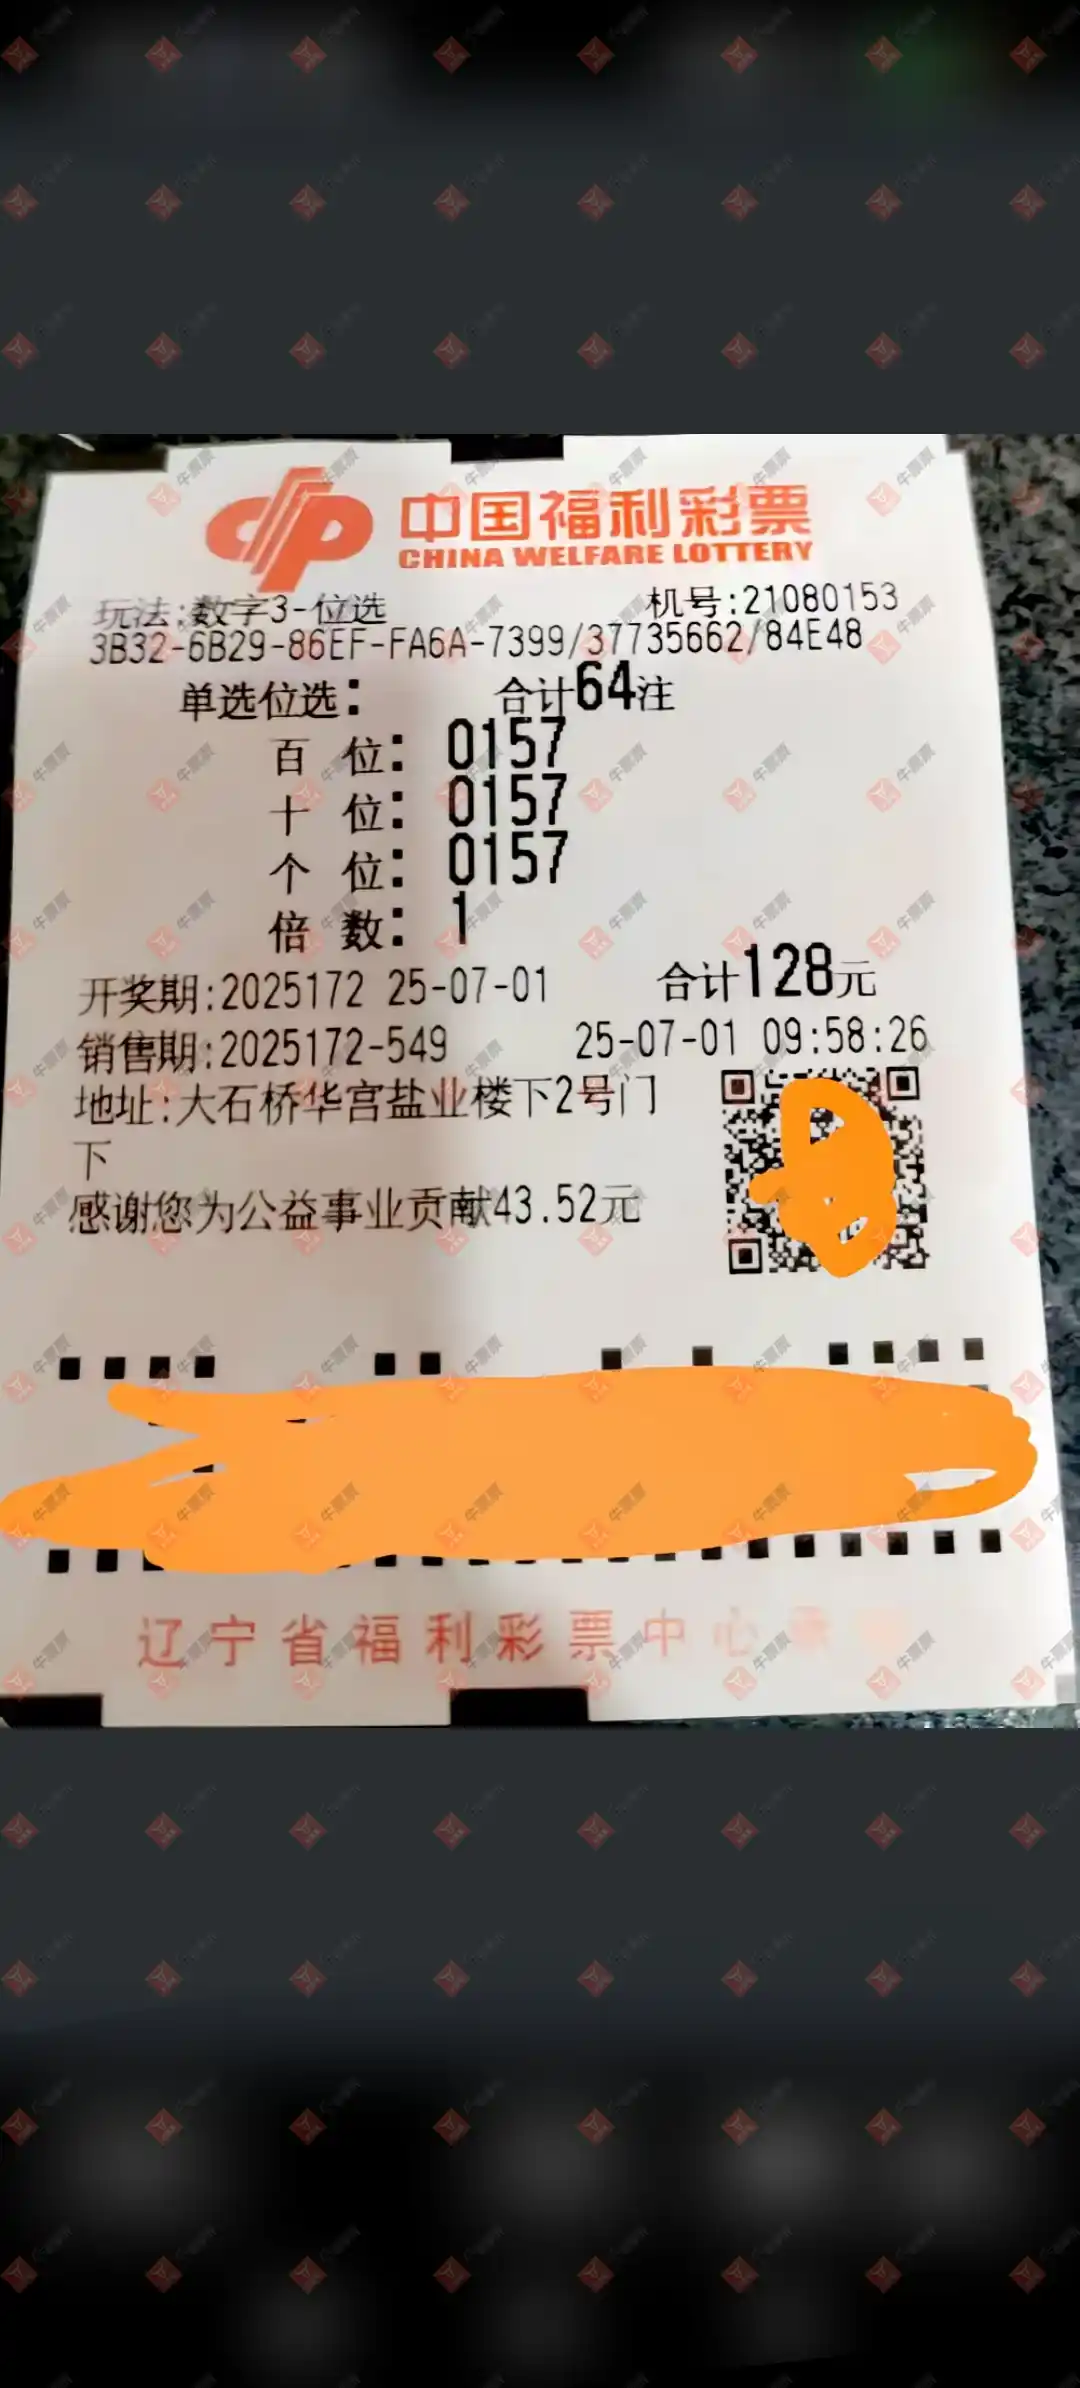 中国福利彩票
CHINA WELFARE LOTTERY
玩法:数字3-位选 机号:21080153
3B32-6B29-86EF-FA6A-7399/37735662/84E48
单选位选: 合计64注
百 位: 0157
十 位: 0157
个 位: 0157
倍 数: 1
开奖期:2025172 25-07-01 合计128元
销售期:2025172-549 25-07-01 09:58:26
地址:大石桥华宫盐业楼下2号门
下
感谢您为公益事业贡献43.52元
辽宁省福利彩票中心承
牛票票